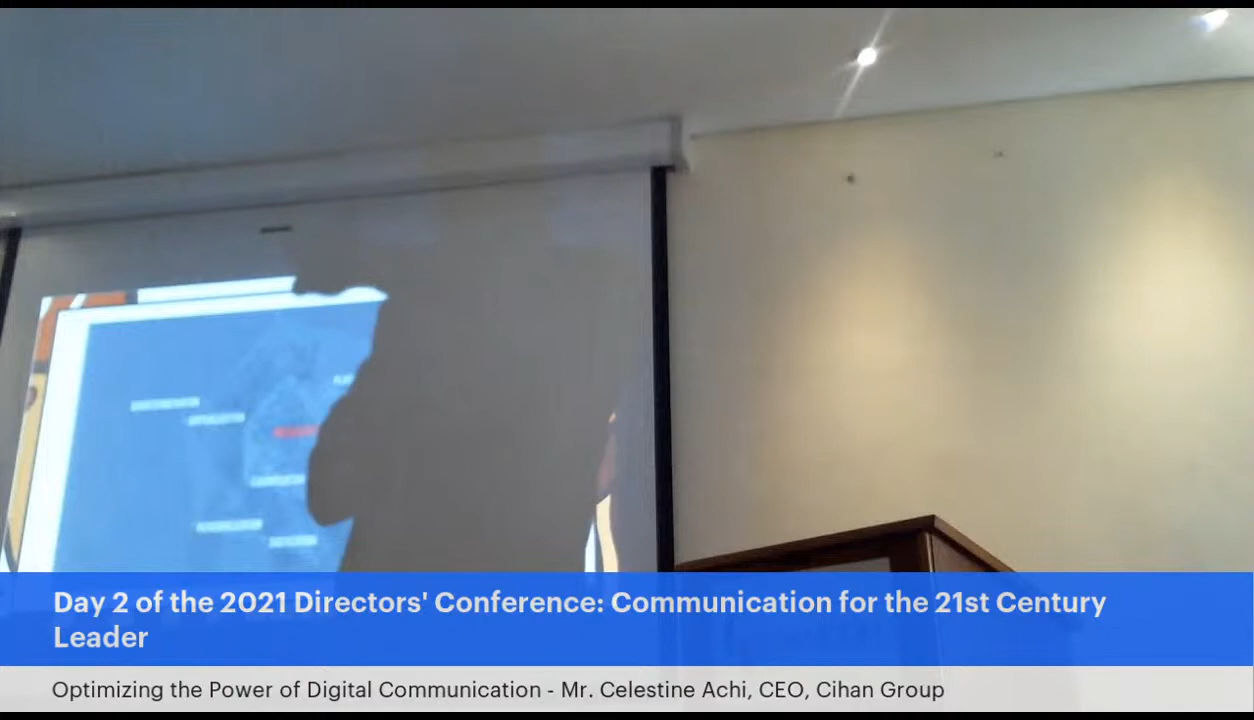 Day 2 of the 2021 Directors' Conference: Communication for the 21st Century
Leader
Optimizing the Power of Digital Communication - Mr. Celestine Achi, CEO, Cihan Group